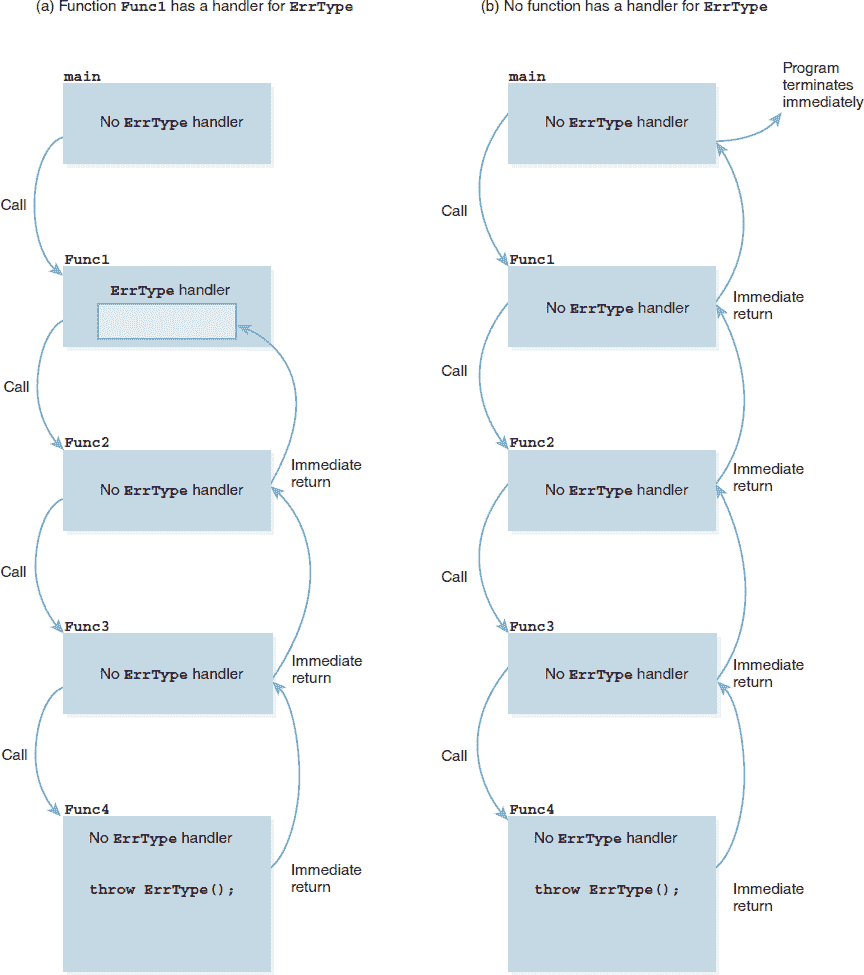 (a) Function Func1 has a handler for ErrType
main
No ErrType handler
Call
Func1
ErrType handler
Call
Func2
No ErrType handler
Immediate
return
Call
Func3
No ErrType handler
Immediate
return
Call
Func4
No ErrType handler
throw ErrType();
Immediate
return
(b) No function has a handler for ErrType
Program
terminates
immediately
main
No ErrType handler
Call
Func1
No ErrType handler
Immediate
return
Call
Func2
No ErrType handler
Immediate
return
Call
Func3
No ErrType handler
Immediate
return
Call
Func4
No ErrType handler
throw ErrType();
Immediate
return